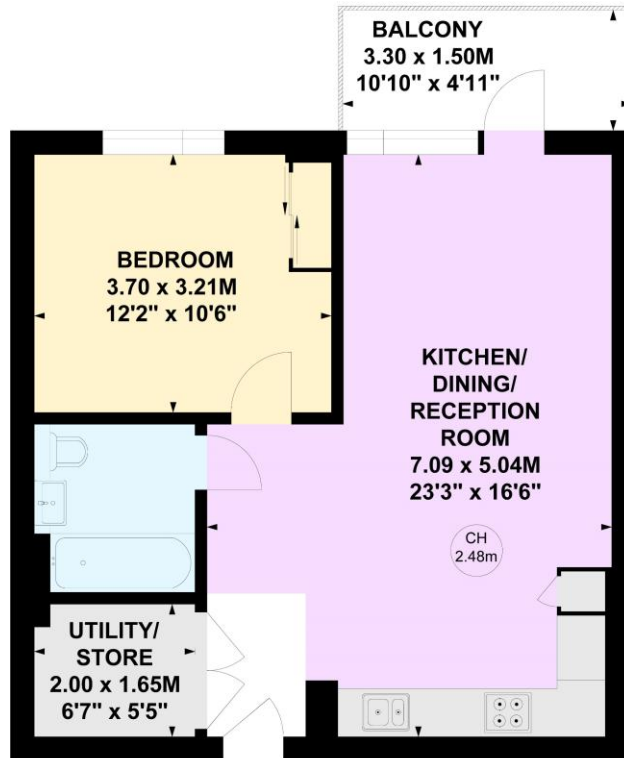 BALCONY
3.30 x 1.50M
10'10" x 4'11"
BEDROOM
3.70 x 3.21M
12'2" x 10'6"
KITCHEN/
DINING/
RECEPTION
ROOM
7.09 x 5.04M
23'3" x 16'6"
CH
2.48m
UTILITY/
STORE
2.00 x 1.65M
6'7" x 5'5"